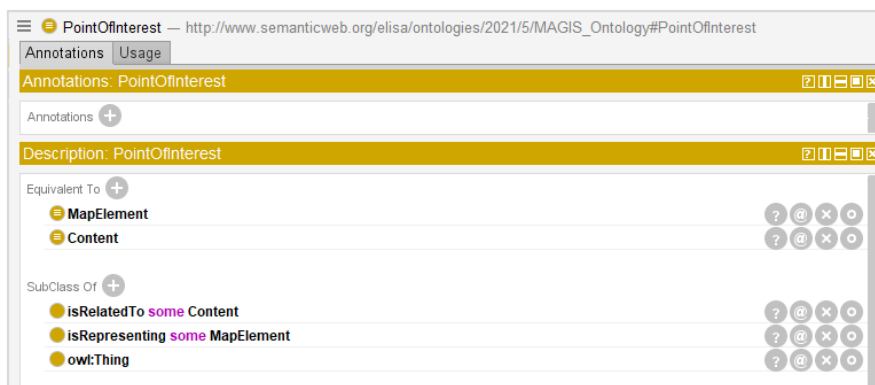 PointOfInterest — http://www.semanticweb.org/elisa/ontologies/2021/5/MAGIS_Ontology#PointOfInterest
Annotations Usage
Annotations: PointOfInterest
Annotations
Description: PointOfInterest
Equivalent To
MapElement
Content
SubClass Of
isRelatedTo some Content
isRepresenting some MapElement
owl:Thing